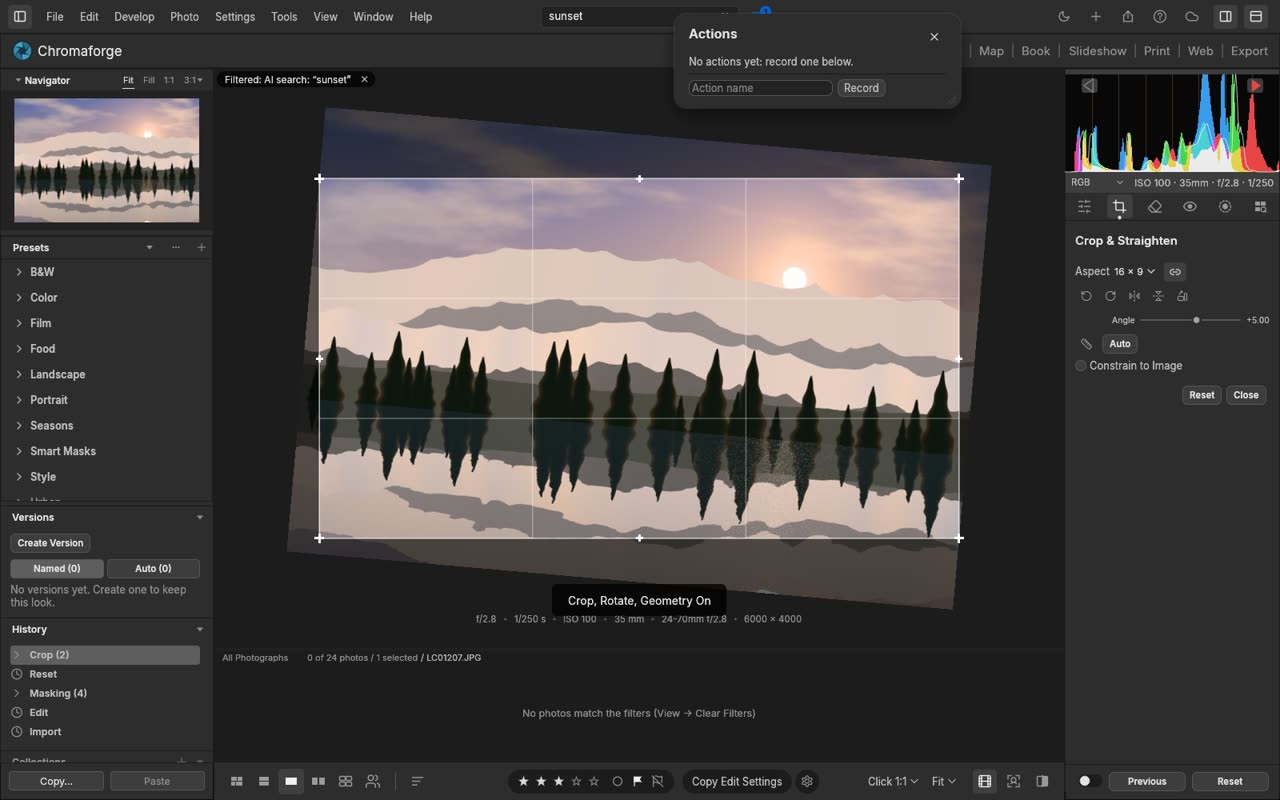 File Edit Develop Photo Settings Tools View Window Help
sunset
Actions
No actions yet: record one below.
Action name
Record
Chromaforge
Map | Book | Slideshow | Print | Web | Export
Navigator
Fit Fill 1:1 3:1
Filtered: AI search: “sunset”
RGB
ISO 100 · 35mm · f/2.8 · 1/250
Presets
B&W
Color
Film
Food
Landscape
Portrait
Seasons
Smart Masks
Style
Crop & Straighten
Aspect 16 × 9
Angle +5.00
Auto
Constrain to Image
Reset Close
Versions
Create Version
Named (0) Auto (0)
No versions yet. Create one to keep
this look.
History
Crop (2)
Reset
Masking (4)
Edit
Import
Collections
Crop, Rotate, Geometry On
f/2.8 · 1/250 s · ISO 100 · 35 mm · 24-70mm f/2.8 · 6000 × 4000
All Photographs 0 of 24 photos / 1 selected / LC01207.JPG
No photos match the filters (View → Clear Filters)
Copy... Paste
Copy Edit Settings
Click 1:1 Fit
Previous Reset